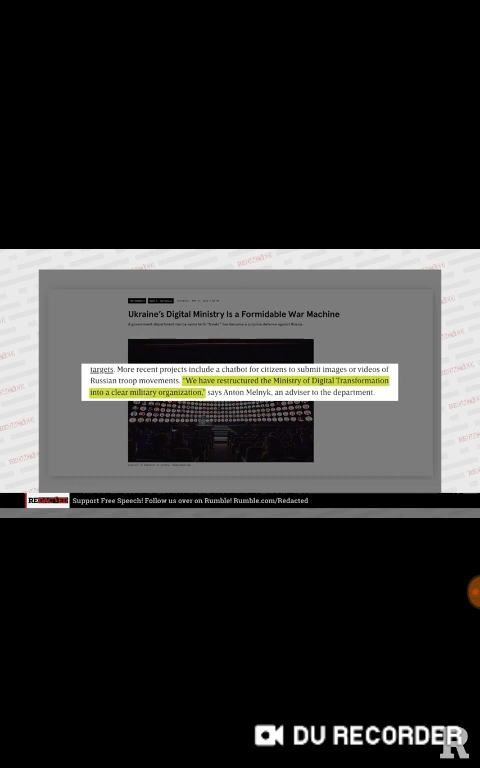 Ukraine's Digital Ministry Is a Formidable War Machine
targets. More recent projects include a chatbot for citizens to submit images or videos of
Russian troop movements. "We have restructured the Ministry of Digital Transformation
into a clear military organization," says Anton Melnyk, an adviser to the department.
REDACTED Support Free Speech! Follow us over on Rumble! Rumble.com/Redacted
DU RECORDER
R